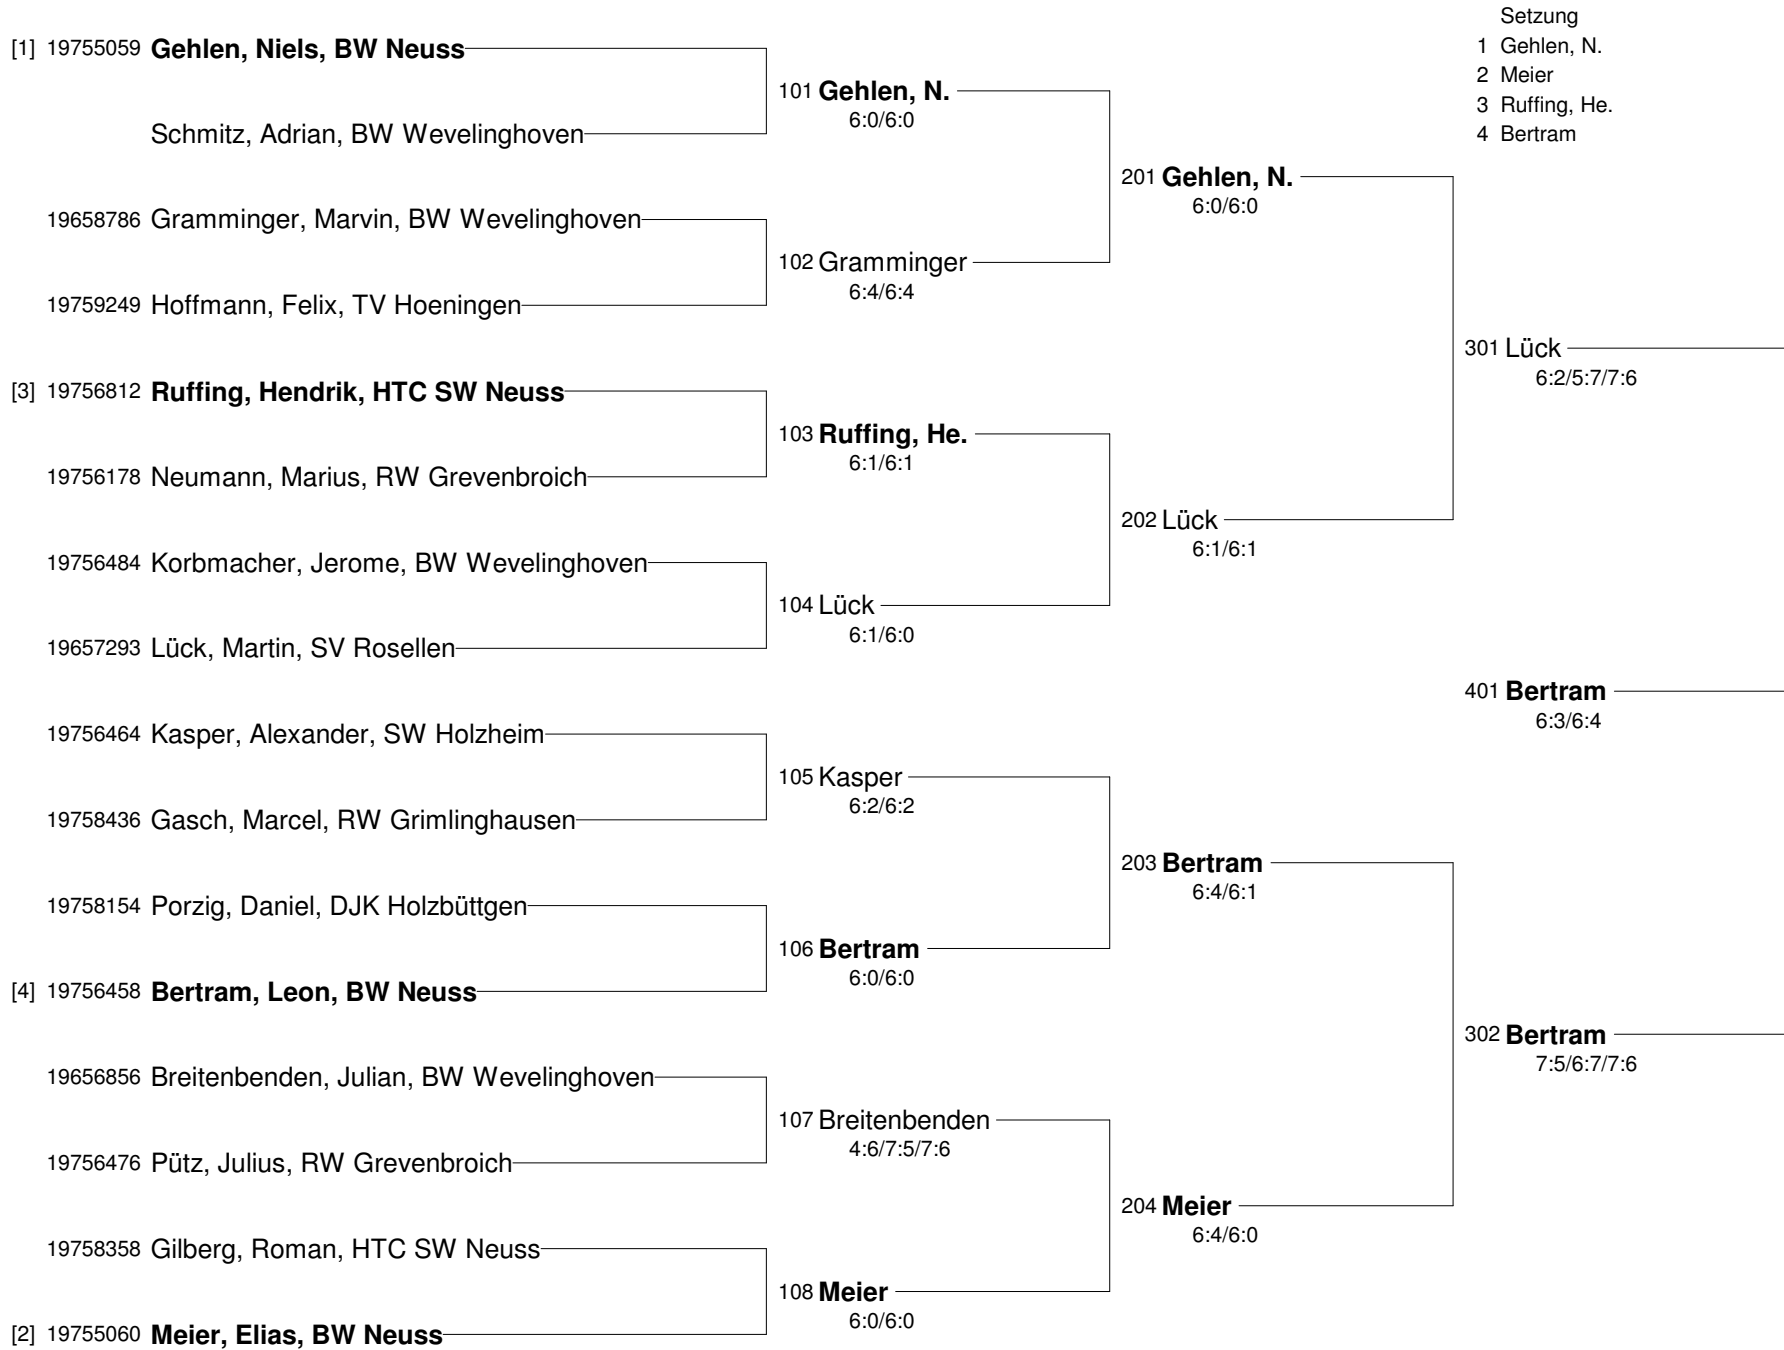 Setzung
1 Gehlen, N.
2 Meier
3 Ruffing, He.
4 Bertram
[1] 19755059 Gehlen, Niels, BW Neuss
101 Gehlen, N.
6:0/6:0
Schmitz, Adrian, BW Wevelinghoven
201 Gehlen, N.
6:0/6:0
19658786 Gramminger, Marvin, BW Wevelinghoven
102 Gramminger
6:4/6:4
19759249 Hoffmann, Felix, TV Hoeningen
301 Lück
6:2/5:7/7:6
[3] 19756812 Ruffing, Hendrik, HTC SW Neuss
103 Ruffing, He.
6:1/6:1
19756178 Neumann, Marius, RW Grevenbroich
202 Lück
6:1/6:1
19756484 Korbmacher, Jerome, BW Wevelinghoven
104 Lück
6:1/6:0
19657293 Lück, Martin, SV Rosellen
401 Bertram
6:3/6:4
19756464 Kasper, Alexander, SW Holzheim
105 Kasper
6:2/6:2
19758436 Gasch, Marcel, RW Grimlinghausen
203 Bertram
6:4/6:1
19758154 Porzig, Daniel, DJK Holzbüttgen
106 Bertram
6:0/6:0
[4] 19756458 Bertram, Leon, BW Neuss
302 Bertram
7:5/6:7/7:6
19656856 Breitenbenden, Julian, BW Wevelinghoven
107 Breitenbenden
4:6/7:5/7:6
19756476 Pütz, Julius, RW Grevenbroich
204 Meier
6:4/6:0
19758358 Gilberg, Roman, HTC SW Neuss
108 Meier
6:0/6:0
[2] 19755060 Meier, Elias, BW Neuss